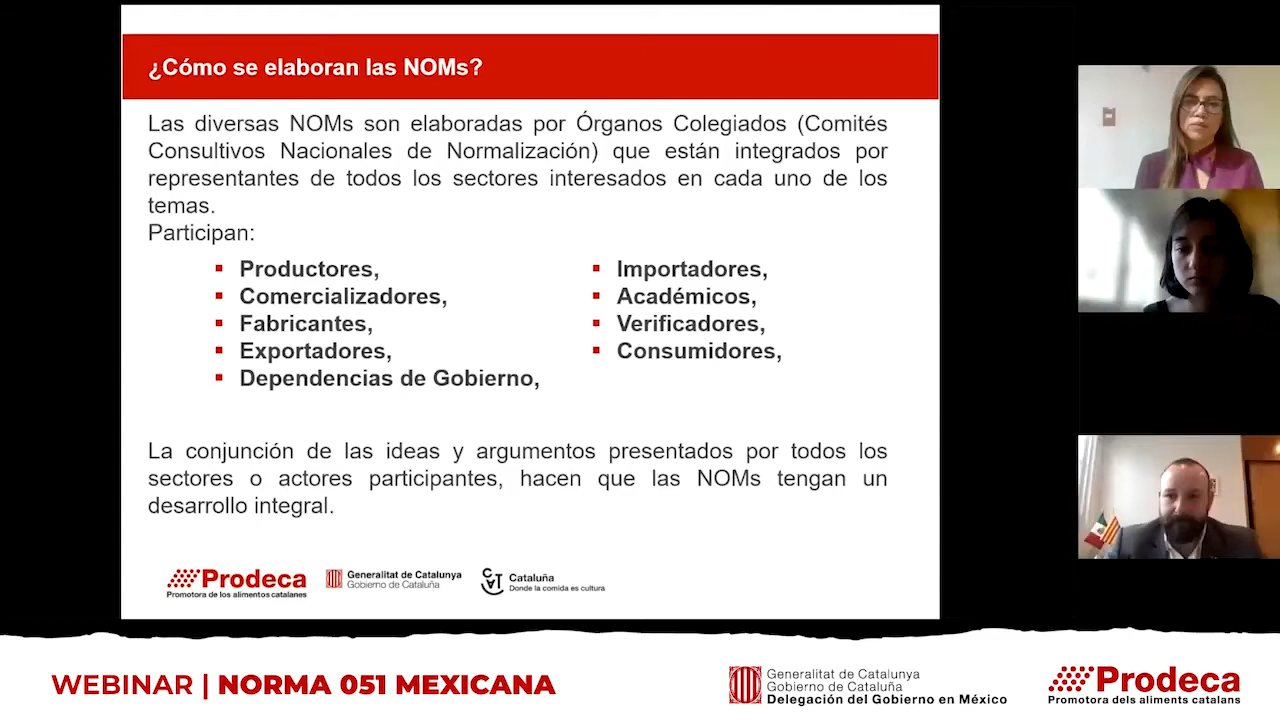 ¿Cómo se elaboran las NOMs?
Las diversas NOMs son elaboradas por Órganos Colegiados (Comités
Consultivos Nacionales de Normalización) que están integrados por
representantes de todos los sectores interesados en cada uno de los
temas.
Participan:
Productores,
Comercializadores,
Fabricantes,
Exportadores,
Dependencias de Gobierno,
Importadores,
Académicos,
Verificadores,
Consumidores,
La conjunción de las ideas y argumentos presentados por todos los
sectores o actores participantes, hacen que las NOMs tengan un
desarrollo integral.
Prodeca
Promotora de los alimentos catalanes
Generalitat de Catalunya
Gobierno de Cataluña
CAT
Cataluña
Donde la comida es cultura
WEBINAR | NORMA 051 MEXICANA
Generalitat de Catalunya
Gobierno de Cataluña
Delegación del Gobierno en México
Prodeca
Promotora dels aliments catalans